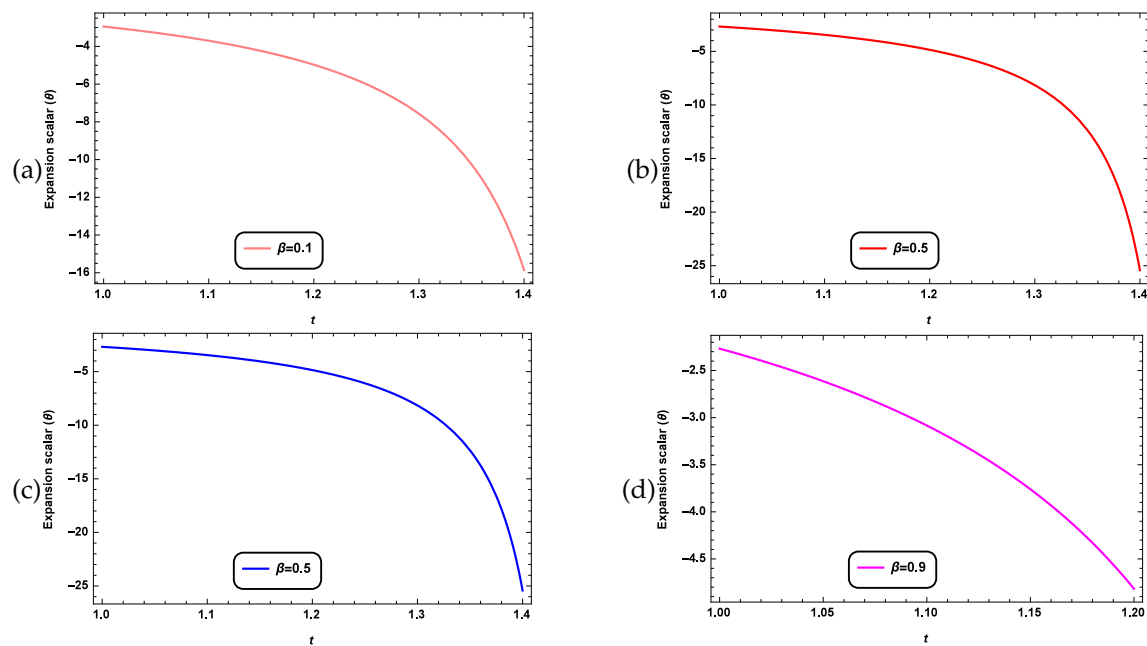 (a)
Expansion scalar (θ)
−4
−6
−8
−10
−12
−14
−16
1.0 1.1 1.2 1.3 1.4
t
β=0.1
(b)
Expansion scalar (θ)
−5
−10
−15
−20
−25
1.0 1.1 1.2 1.3 1.4
t
β=0.5
(c)
Expansion scalar (θ)
−5
−10
−15
−20
−25
1.0 1.1 1.2 1.3 1.4
t
β=0.5
(d)
Expansion scalar (θ)
−2.5
−3.0
−3.5
−4.0
−4.5
1.00 1.05 1.10 1.15 1.20
t
β=0.9